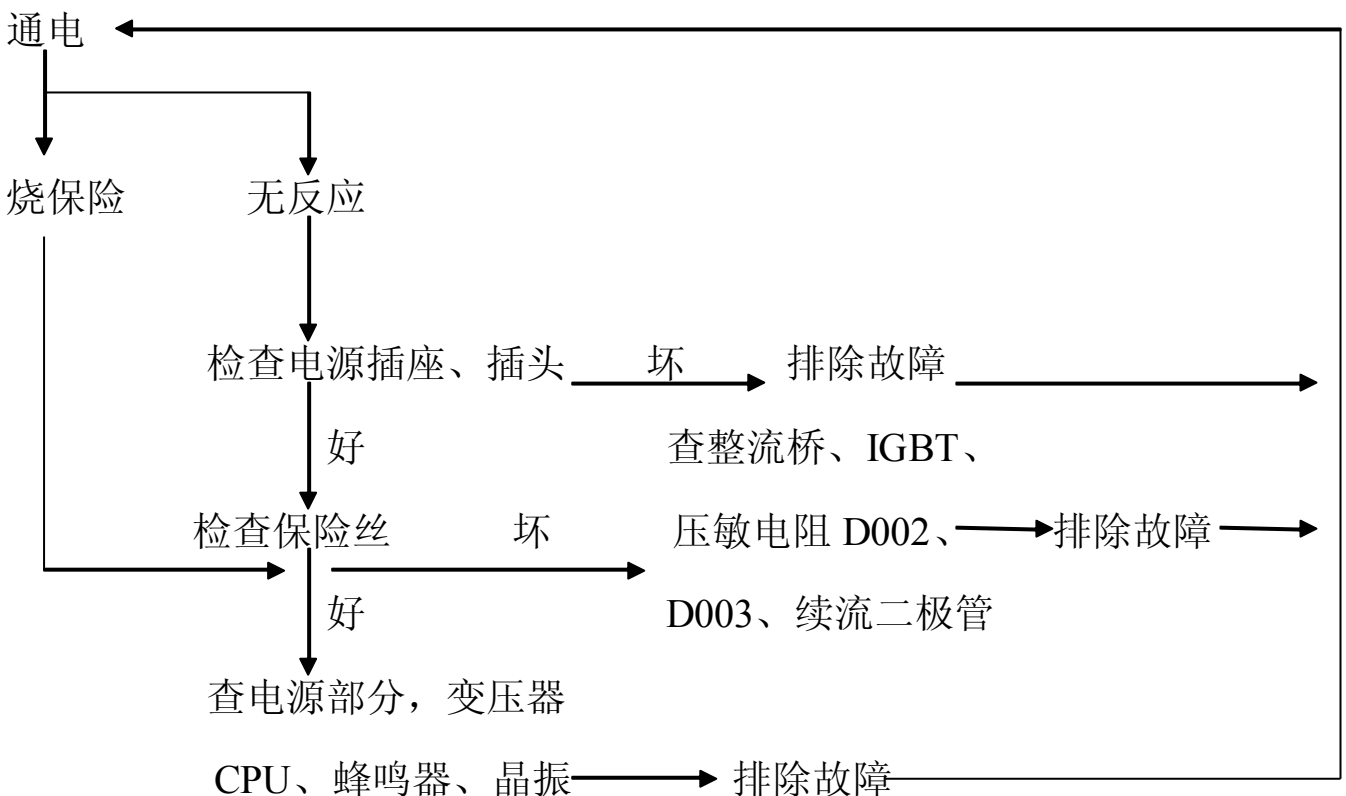 通电
烧保险 无反应
检查电源插座、插头 坏 排除故障
好 查整流桥、IGBT、
检查保险丝 坏 压敏电阻 D002、 排除故障
好 D003、续流二极管
查电源部分，变压器
CPU、蜂鸣器、晶振 排除故障